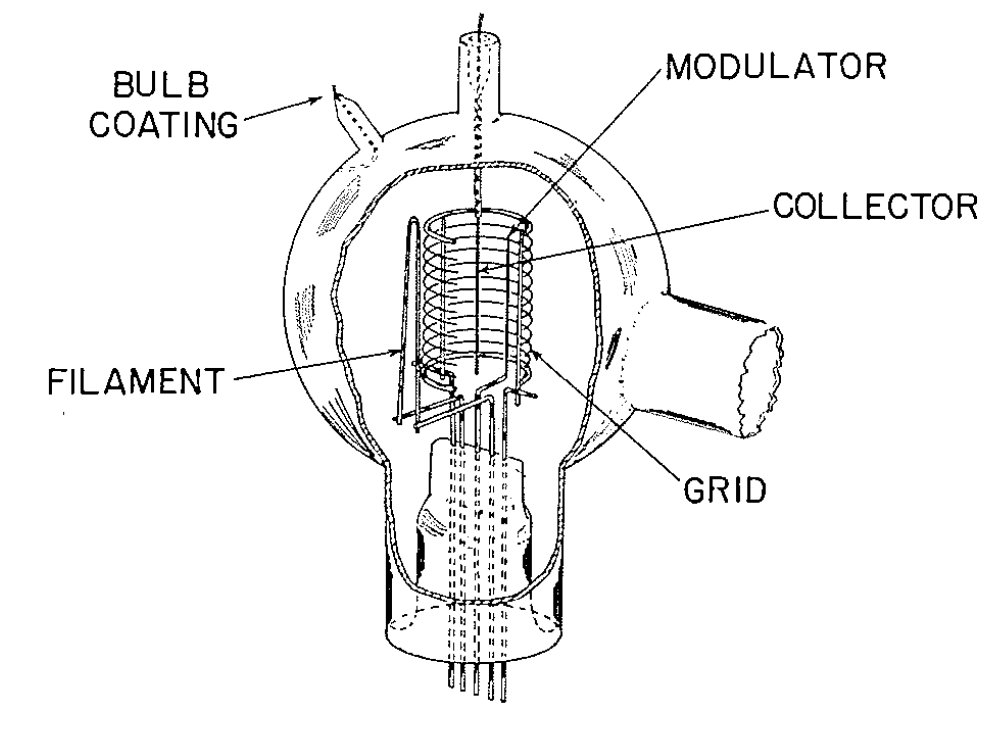 BULB
COATING
MODULATOR
COLLECTOR
FILAMENT
GRID